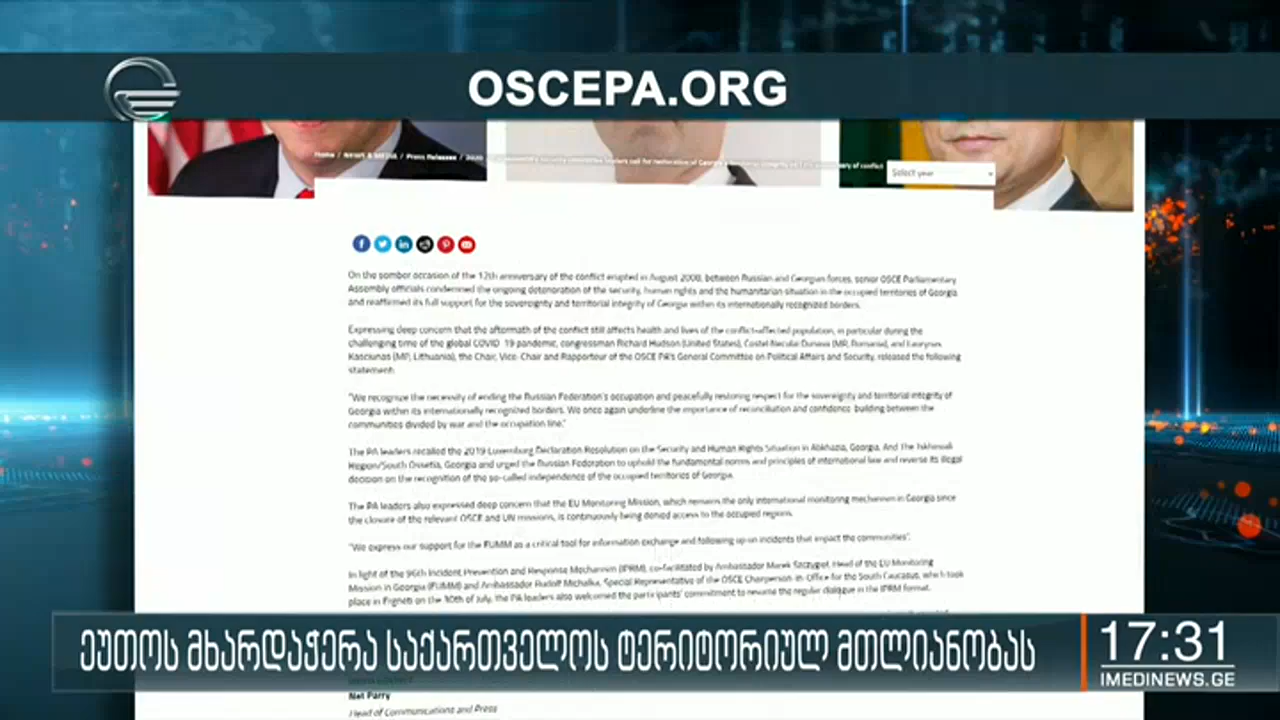 OSCEPA.ORG
Home / NEWS & MEDIA / Press Releases / 2020
Select year
On the somber occasion of the 12th anniversary of the conflict erupted in August 2008, between Russian and Georgian forces, senior OSCE Parliamentary
Assembly officials condemned the ongoing deterioration of the security, human rights and the humanitarian situation in the occupied territories of Georgia
and reaffirmed its full support for the sovereignty and territorial integrity of Georgia within its internationally recognized borders.
Expressing deep concern that the aftermath of the conflict still affects health and lives of the conflict-affected population, in particular during the
challenging time of the global COVID-19 pandemic, congressman Richard Hudson (United States), Costel Neculai Dunava (MP, Romania), and Laurynas
Kasciunas (MP, Lithuania), the Chair, Vice-Chair and Rapporteur of the OSCE PA's General Committee on Political Affairs and Security, released the following
statement:
"We recognize the necessity of ending the Russian Federation's occupation and peacefully restoring respect for the sovereignty and territorial integrity of
Georgia within its internationally recognized borders. We once again underline the importance of reconciliation and confidence-building between the
communities divided by war and the occupation line."
The PA leaders recalled the 2019 Luxembourg Declaration Resolution on the Security and Human Rights Situation in Abkhazia, Georgia, And The Tskhinvali
Region/South Ossetia, Georgia and urged the Russian Federation to uphold the fundamental norms and principles of international law and reverse its illegal
decision on the recognition of the so-called independence of the occupied territories of Georgia.
The PA leaders also expressed deep concern that the EU Monitoring Mission, which remains the only international monitoring mechanism in Georgia since
the closure of the relevant OSCE and UN missions, is continuously being denied access to the occupied regions.
"We express our support for the EUMM as a critical tool for information exchange and following up on incidents that impact the communities".
In light of the 96th Incident Prevention and Response Mechanism (IPRM), co-facilitated by Ambassador Marek Szczygieł, Head of the EU Monitoring
Mission in Georgia (EUMM) and Ambassador Rudolf Michalka, Special Representative of the OSCE Chairperson-in-Office for the South Caucasus, which took
place in Ergneti on the 30th of July, the PA leaders also welcomed the participants' commitment to resume the regular dialogue in the IPRM format.
ეუთოს მხარდაჭერა საქართველოს ტერიტორიულ მთლიანობას
17:31
IMEDINEWS.GE
Nat Parry
Head of Communications and Press